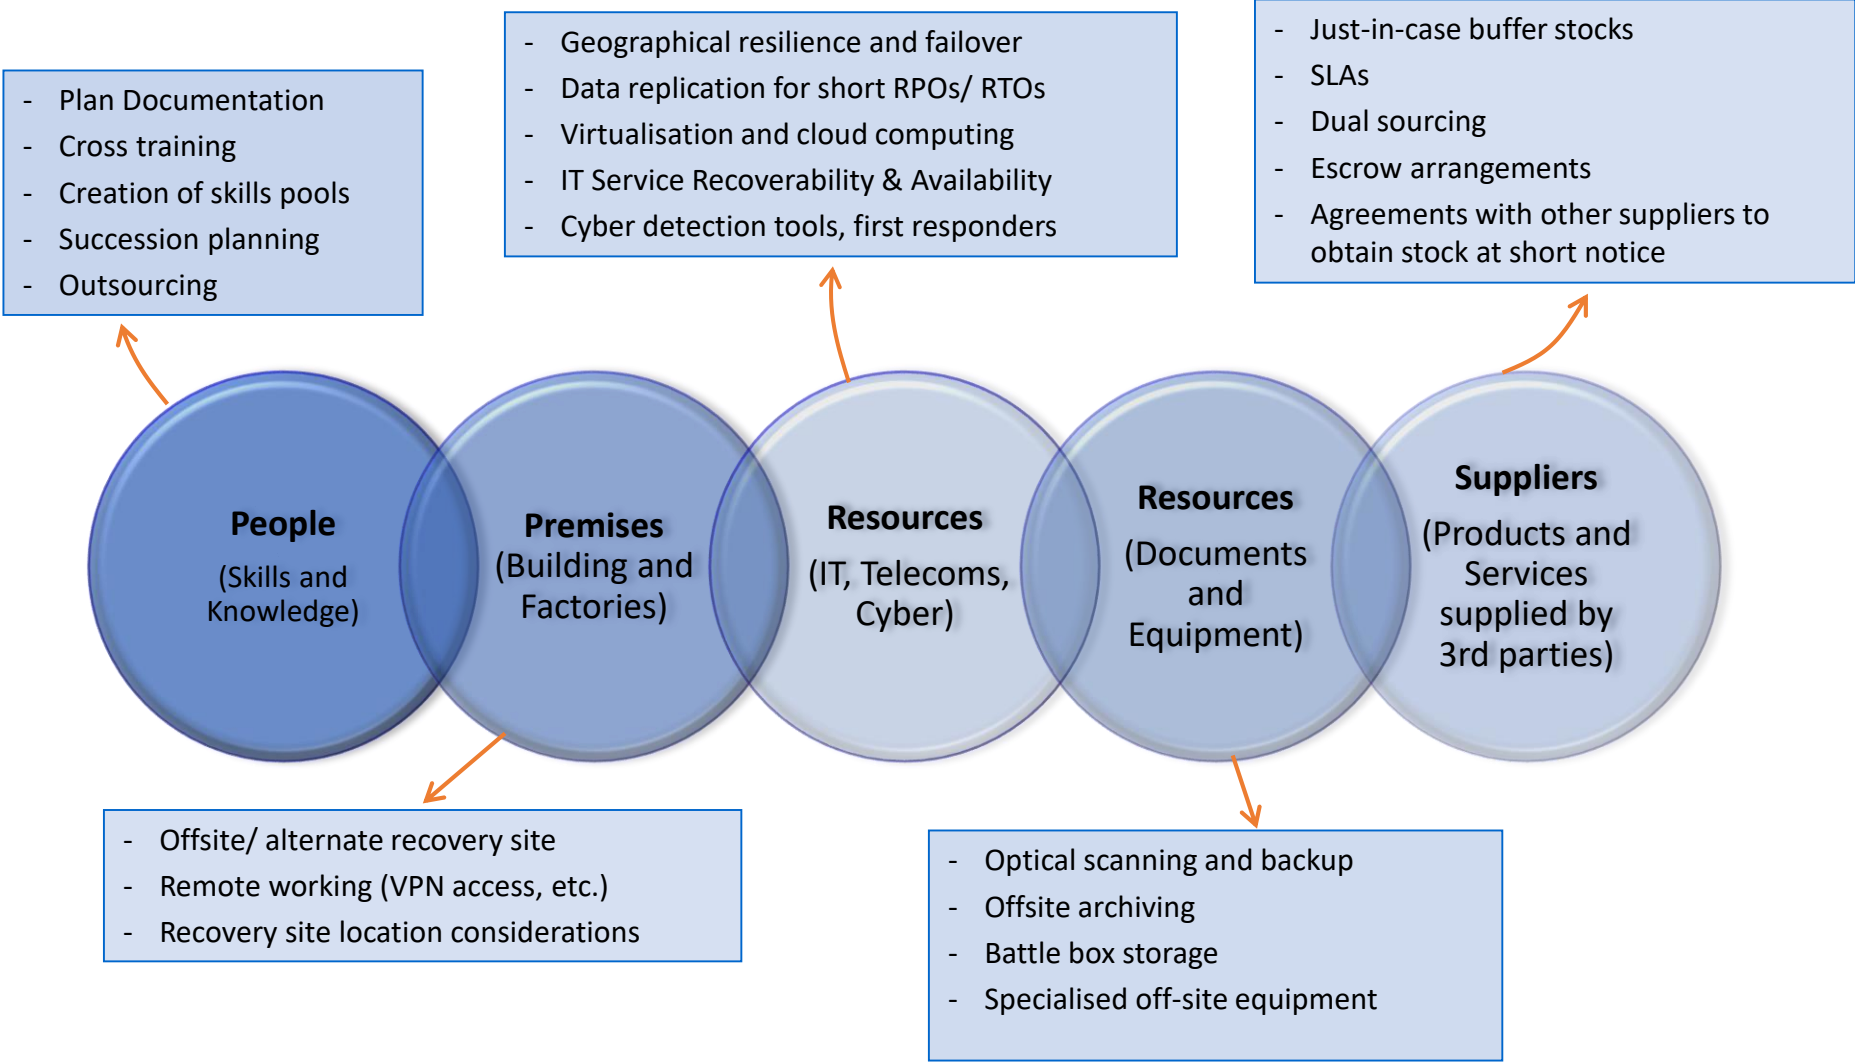 - Plan Documentation
- Cross training
- Creation of skills pools
- Succession planning
- Outsourcing
- Geographical resilience and failover
- Data replication for short RPOs/ RTOs
- Virtualisation and cloud computing
- IT Service Recoverability & Availability
- Cyber detection tools, first responders
- Just-in-case buffer stocks
- SLAs
- Dual sourcing
- Escrow arrangements
- Agreements with other suppliers to
obtain stock at short notice
People
(Skills and
Knowledge)
Premises
(Building and
Factories)
Resources
(IT, Telecoms,
Cyber)
Resources
(Documents
and
Equipment)
Suppliers
(Products and
Services
supplied by
3rd parties)
- Offsite/ alternate recovery site
- Remote working (VPN access, etc.)
- Recovery site location considerations
- Optical scanning and backup
- Offsite archiving
- Battle box storage
- Specialised off-site equipment